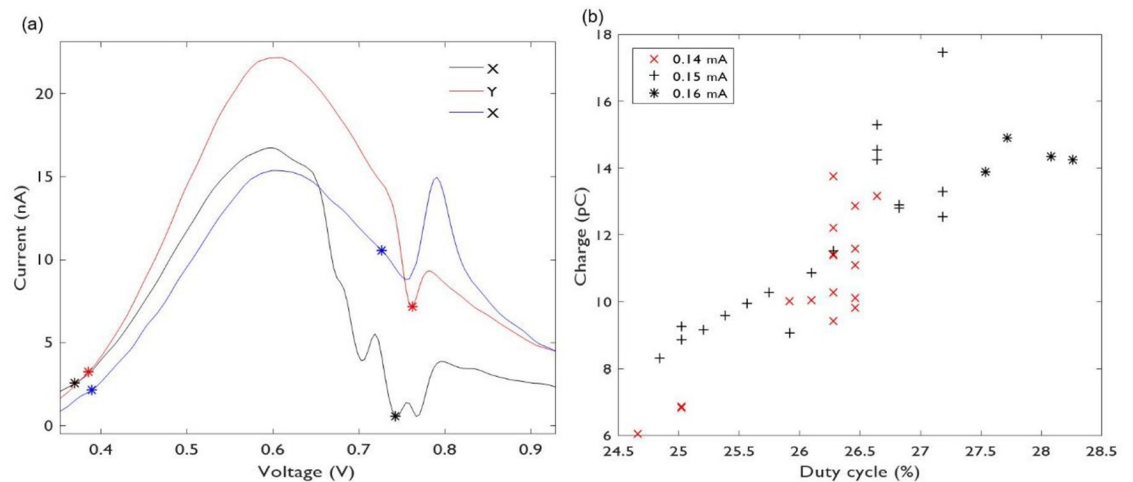 (a)
(b)
X
Y
X
20
15
10
5
0
0.4
0.5
0.6
0.7
0.8
0.9
Current (nA)
Voltage (V)
0.14 mA
0.15 mA
0.16 mA
18
16
14
12
10
8
6
24.5
25
25.5
26
26.5
27
27.5
28
28.5
Charge (pC)
Duty cycle (%)